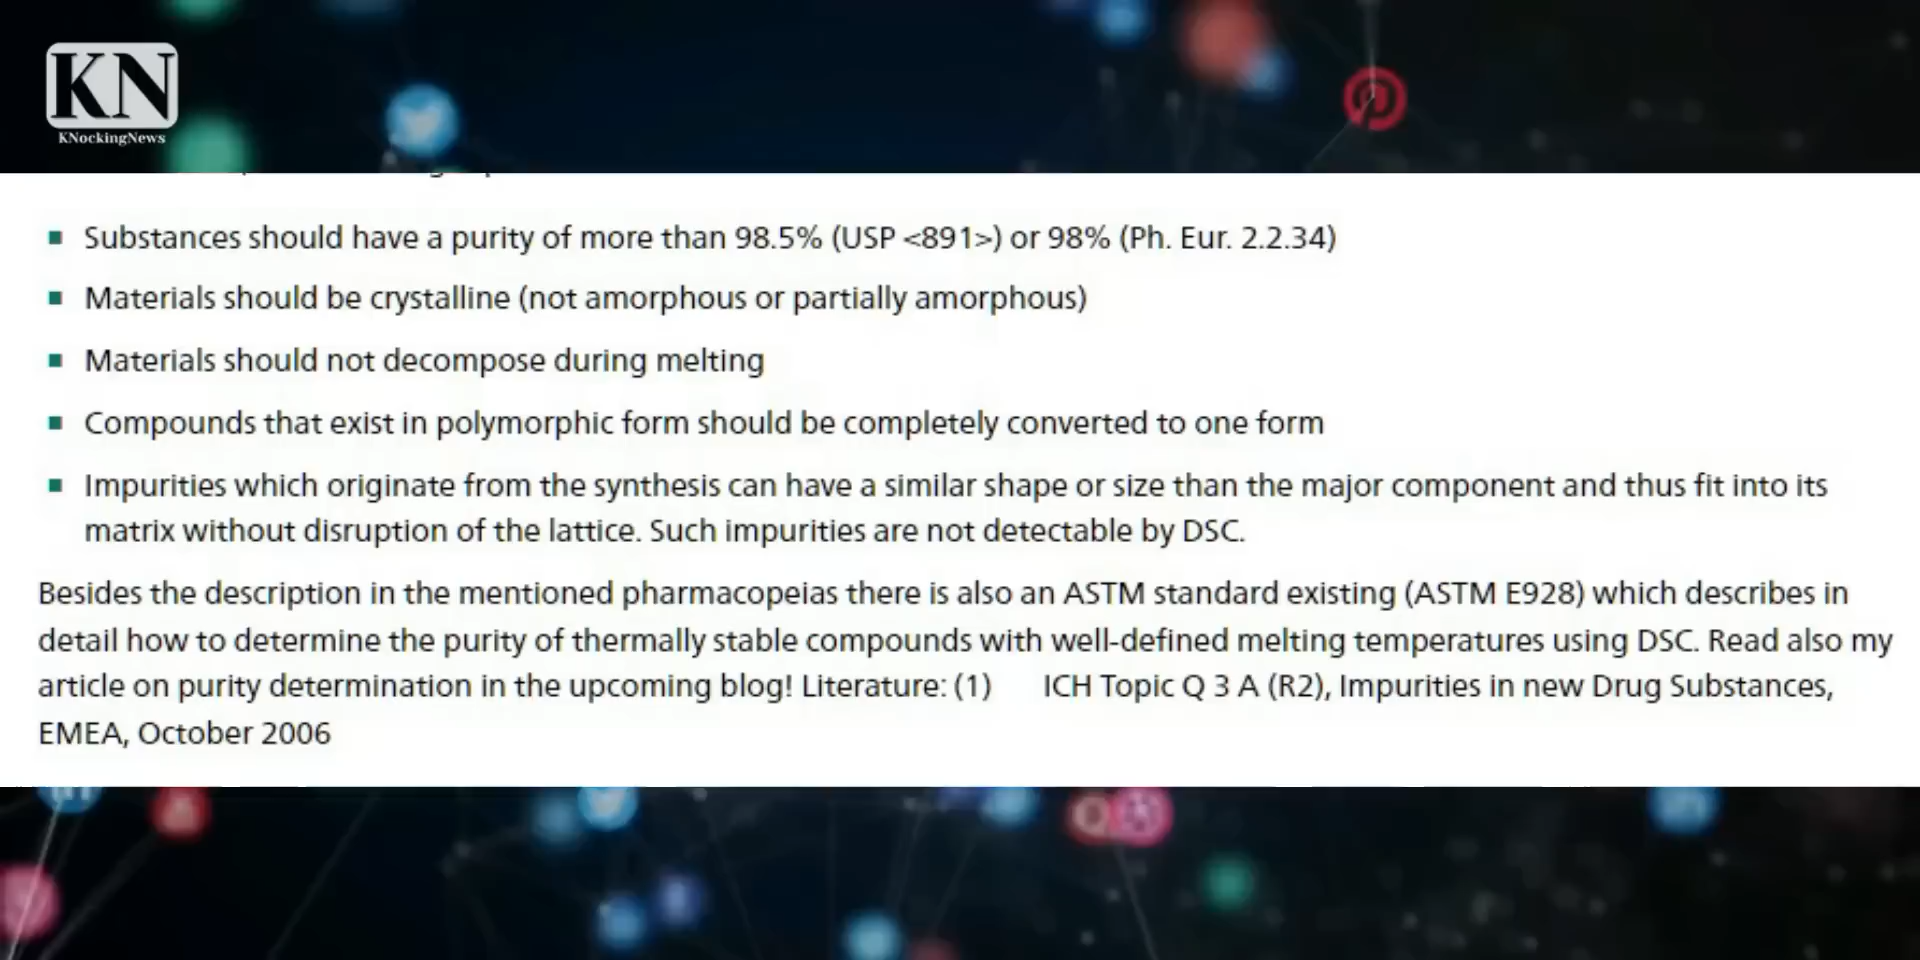 KN
KNockingNews
Substances should have a purity of more than 98.5% (USP <891>) or 98% (Ph. Eur. 2.2.34)
Materials should be crystalline (not amorphous or partially amorphous)
Materials should not decompose during melting
Compounds that exist in polymorphic form should be completely converted to one form
Impurities which originate from the synthesis can have a similar shape or size than the major component and thus fit into its
matrix without disruption of the lattice. Such impurities are not detectable by DSC.
Besides the description in the mentioned pharmacopeias there is also an ASTM standard existing (ASTM E928) which describes in
detail how to determine the purity of thermally stable compounds with well-defined melting temperatures using DSC. Read also my
article on purity determination in the upcoming blog! Literature: (1) ICH Topic Q 3 A (R2), Impurities in new Drug Substances,
EMEA, October 2006